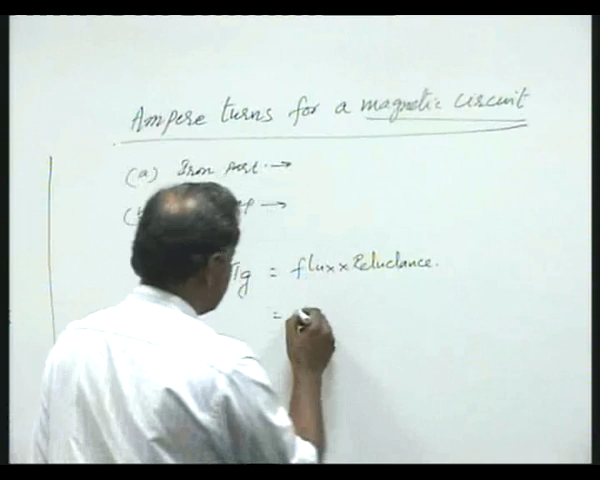 Ampere turns for a magnetic circuit
(a) Iron part. →
(
Tg = flux x Reluctance.
=